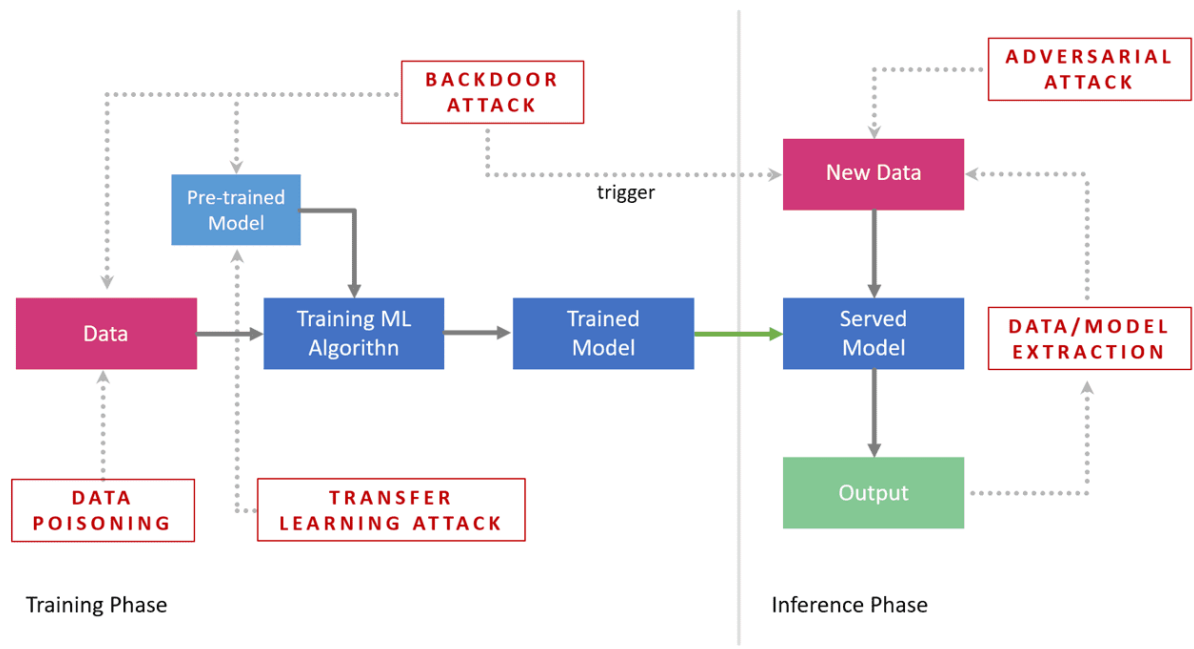 BACKDOOR
ATTACK
ADVERSARIAL
ATTACK
Pre-trained
Model
trigger
New Data
Data
Training ML
Algorithn
Trained
Model
Served
Model
DATA/MODEL
EXTRACTION
DATA
POISONING
TRANSFER
LEARNING ATTACK
Output
Training Phase
Inference Phase